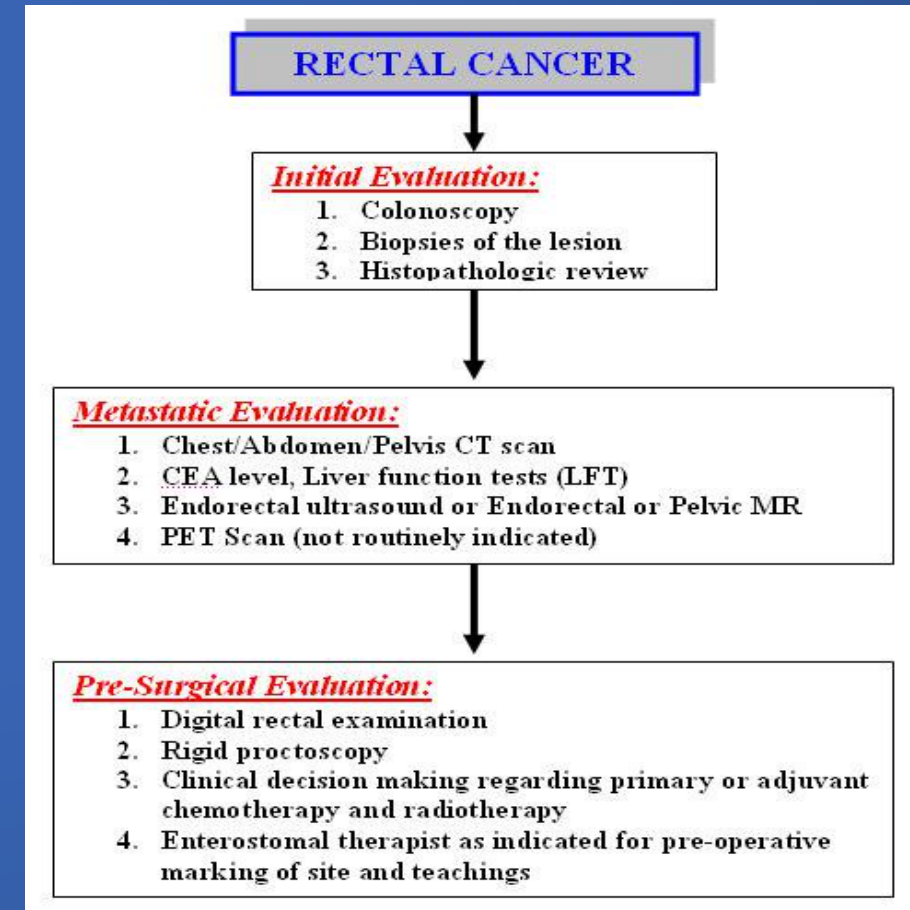 RECTAL CANCER
Initial Evaluation:
1. Colonoscopy
2. Biopsies of the lesion
3. Histopathologic review
Metastatic Evaluation:
1. Chest/Abdomen/Pelvis CT scan
2. CEA level, Liver function tests (LFT)
3. Endorectal ultrasound or Endorectal or Pelvic MR
4. PET Scan (not routinely indicated)
Pre-Surgical Evaluation:
1. Digital rectal examination
2. Rigid proctoscopy
3. Clinical decision making regarding primary or adjuvant
chemotherapy and radiotherapy
4. Enterostomal therapist as indicated for pre-operative
marking of site and teachings